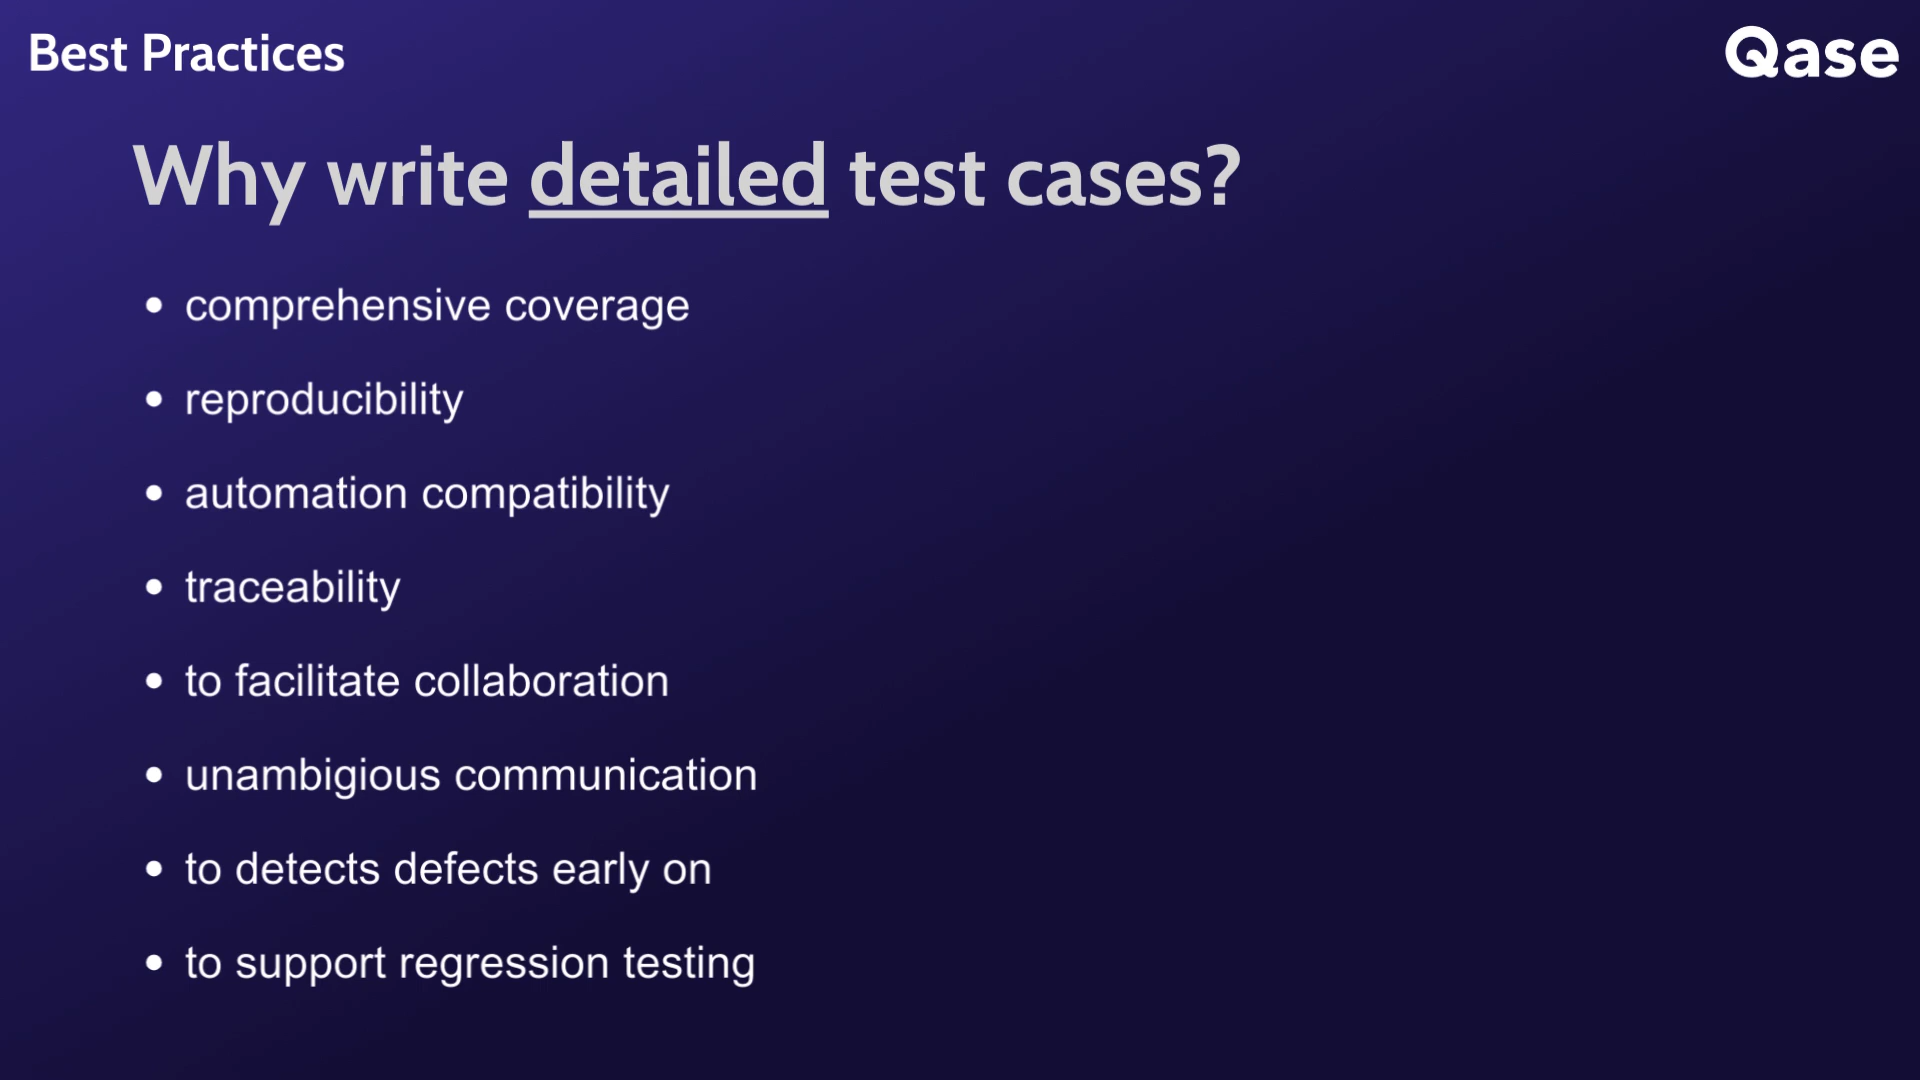 Best Practices
Qase
Why write detailed test cases?
• comprehensive coverage
• reproducibility
• automation compatibility
• traceability
• to facilitate collaboration
• unambigious communication
• to detects defects early on
• to support regression testing